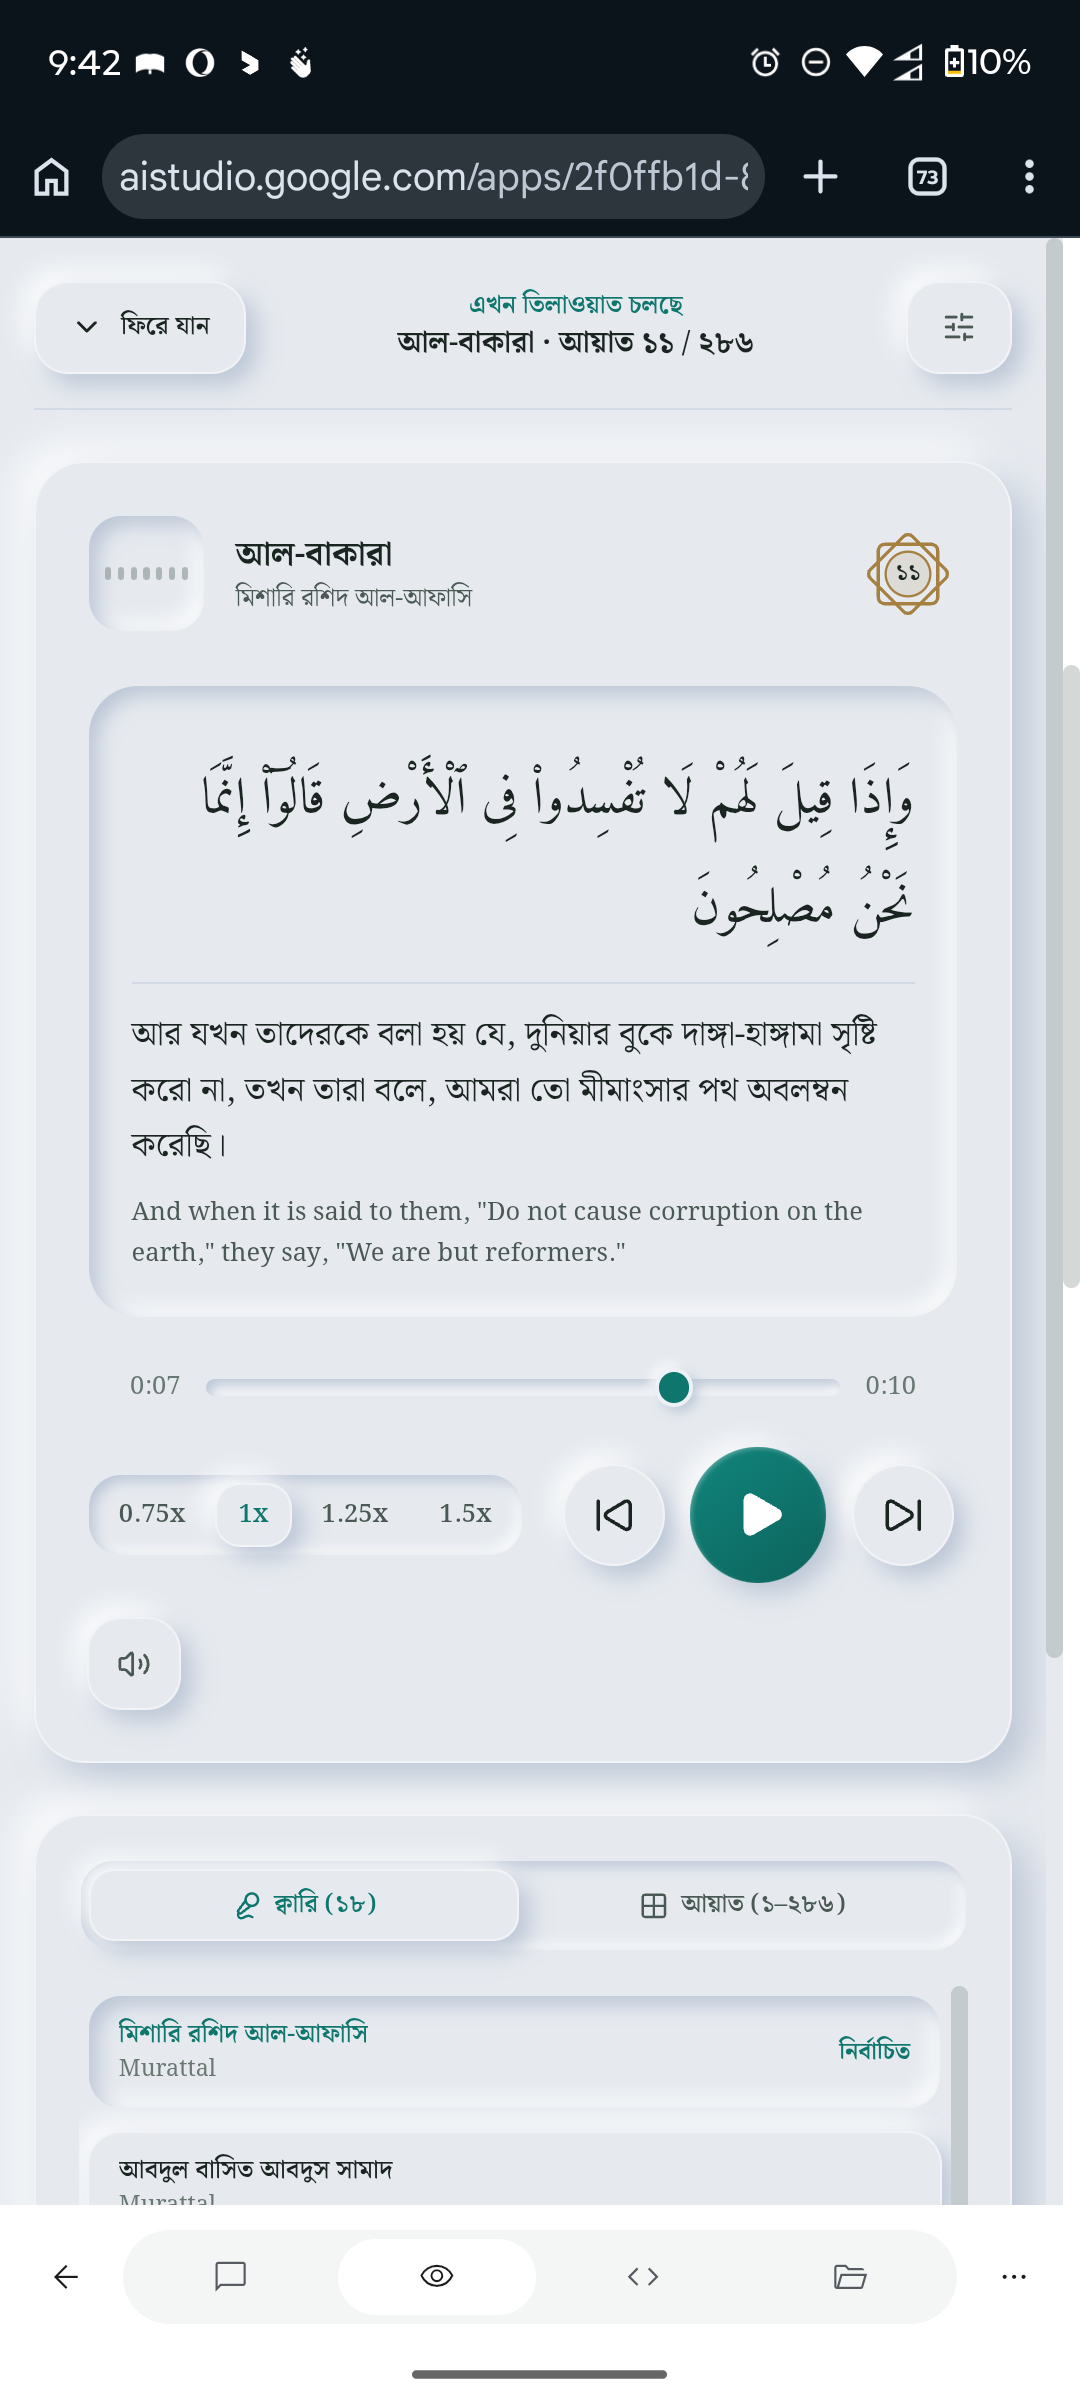 9:42
10%
aistudio.google.com/apps/2f0ffb1d-
73
ফিরে যান
এখন তিলাওয়াত চলছে
আল-বাকারা · আয়াত ১১ / ২৮৬
আল-বাকারা
মিশারি রশিদ আল-আফাসি
১১
وَإِذَا قِيلَ لَهُمْ لَا تُفْسِدُوا۟ فِى ٱلْأَرْضِ قَالُوٓا۟ إِنَّمَا
نَحْنُ مُصْلِحُونَ
আর যখন তাদেরকে বলা হয় যে, দুনিয়ার বুকে দাঙ্গা-হাঙ্গামা সৃষ্টি
করো না, তখন তারা বলে, আমরা তো মীমাংসার পথ অবলম্বন
করেছি।
And when it is said to them, "Do not cause corruption on the
earth," they say, "We are but reformers."
0:07
0:10
0.75x 1x 1.25x 1.5x
ক্বারি (১৮)
আয়াত (১–২৮৬)
মিশারি রশিদ আল-আফাসি
Murattal
নির্বাচিত
আবদুল বাসিত আবদুস সামাদ
Murattal